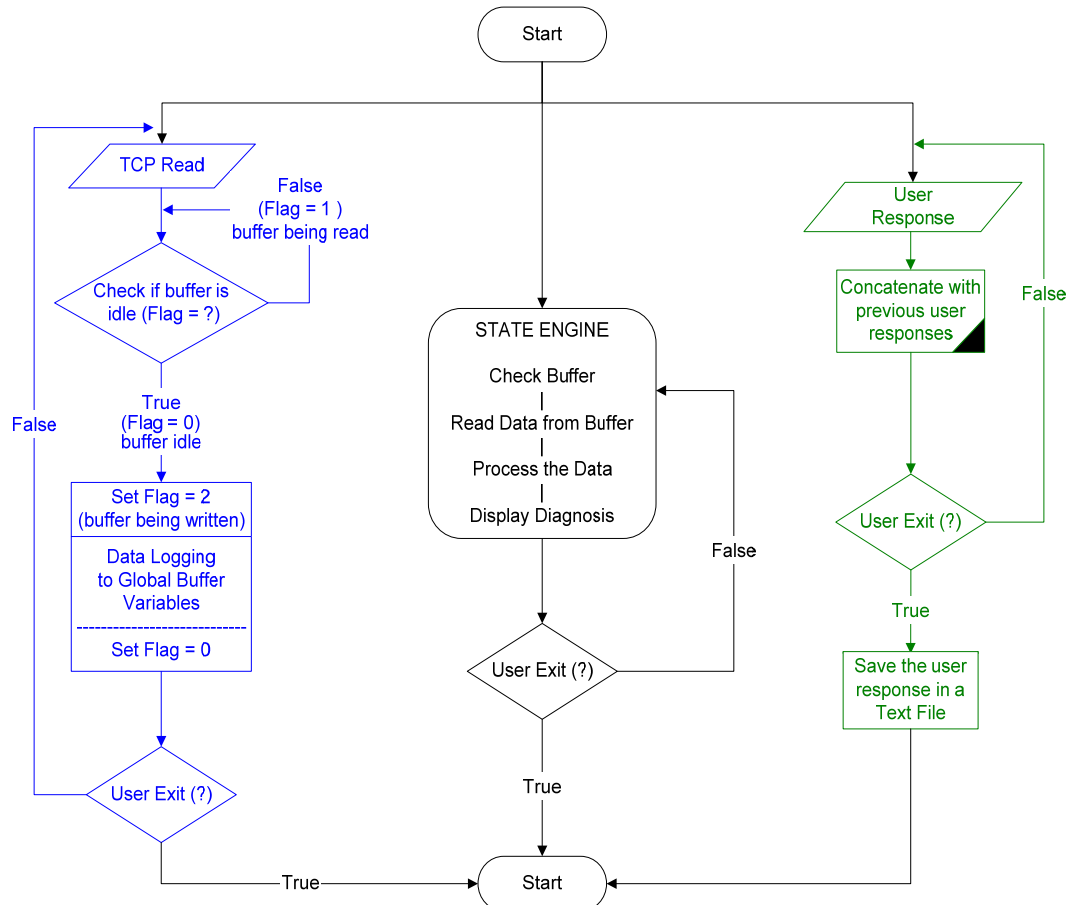 Start
TCP Read
False
(Flag = 1 )
buffer being read
Check if buffer is
idle (Flag = ?)
True
(Flag = 0)
buffer idle
False
Set Flag = 2
(buffer being written)
Data Logging
to Global Buffer
Variables
Set Flag = 0
User Exit (?)
True
STATE ENGINE
Check Buffer
Read Data from Buffer
Process the Data
Display Diagnosis
False
User Exit (?)
True
User
Response
Concatenate with
previous user
responses
False
User Exit (?)
True
Save the user
response in a
Text File
Start